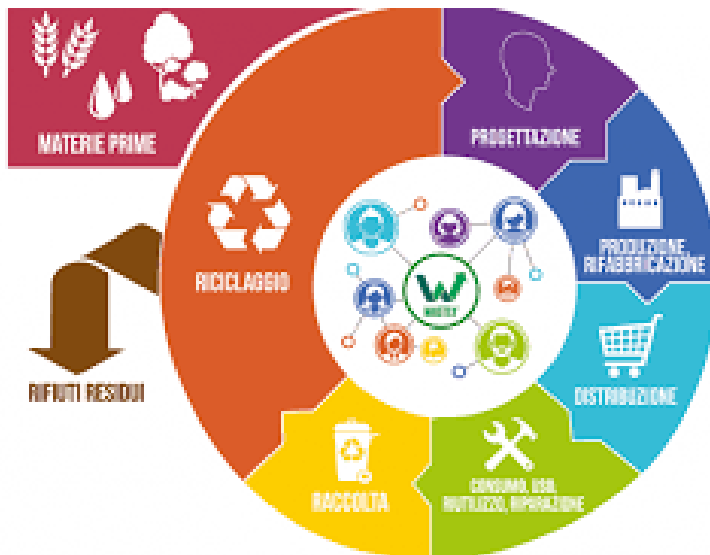 MATERIE PRIME
PROGETTAZIONE
PRODUZIONE,
RIFABBRICAZIONE
RICICLAGGIO
DISTRIBUZIONE
RIFIUTI RESIDUI
CONSUMO, USO,
RIUTILIZZO, RIPARAZIONE
RACCOLTA